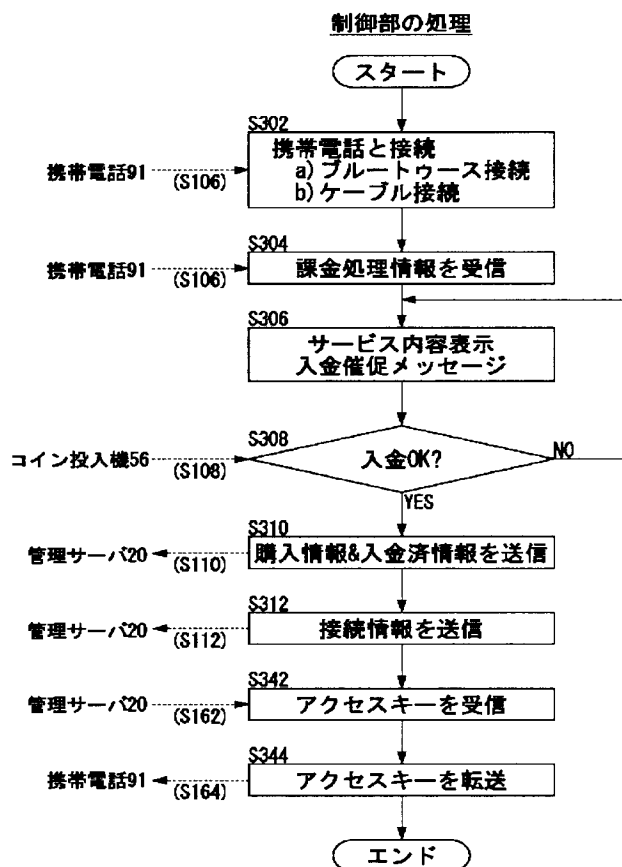 制御部の処理
スタート
S302
携帯電話と接続
a)ブルートゥース接続
b)ケーブル接続
携帯電話91
(S106)
S304
課金処理情報を受信
携帯電話91
(S106)
S306
サービス内容表示
入金催促メッセージ
S308
入金OK?
NO
コイン投入機56
(S108)
YES
S310
購入情報&入金済情報を送信
管理サーバ20
(S110)
S312
接続情報を送信
管理サーバ20
(S112)
S342
アクセスキーを受信
管理サーバ20
(S162)
S344
アクセスキーを転送
携帯電話91
(S164)
エンド